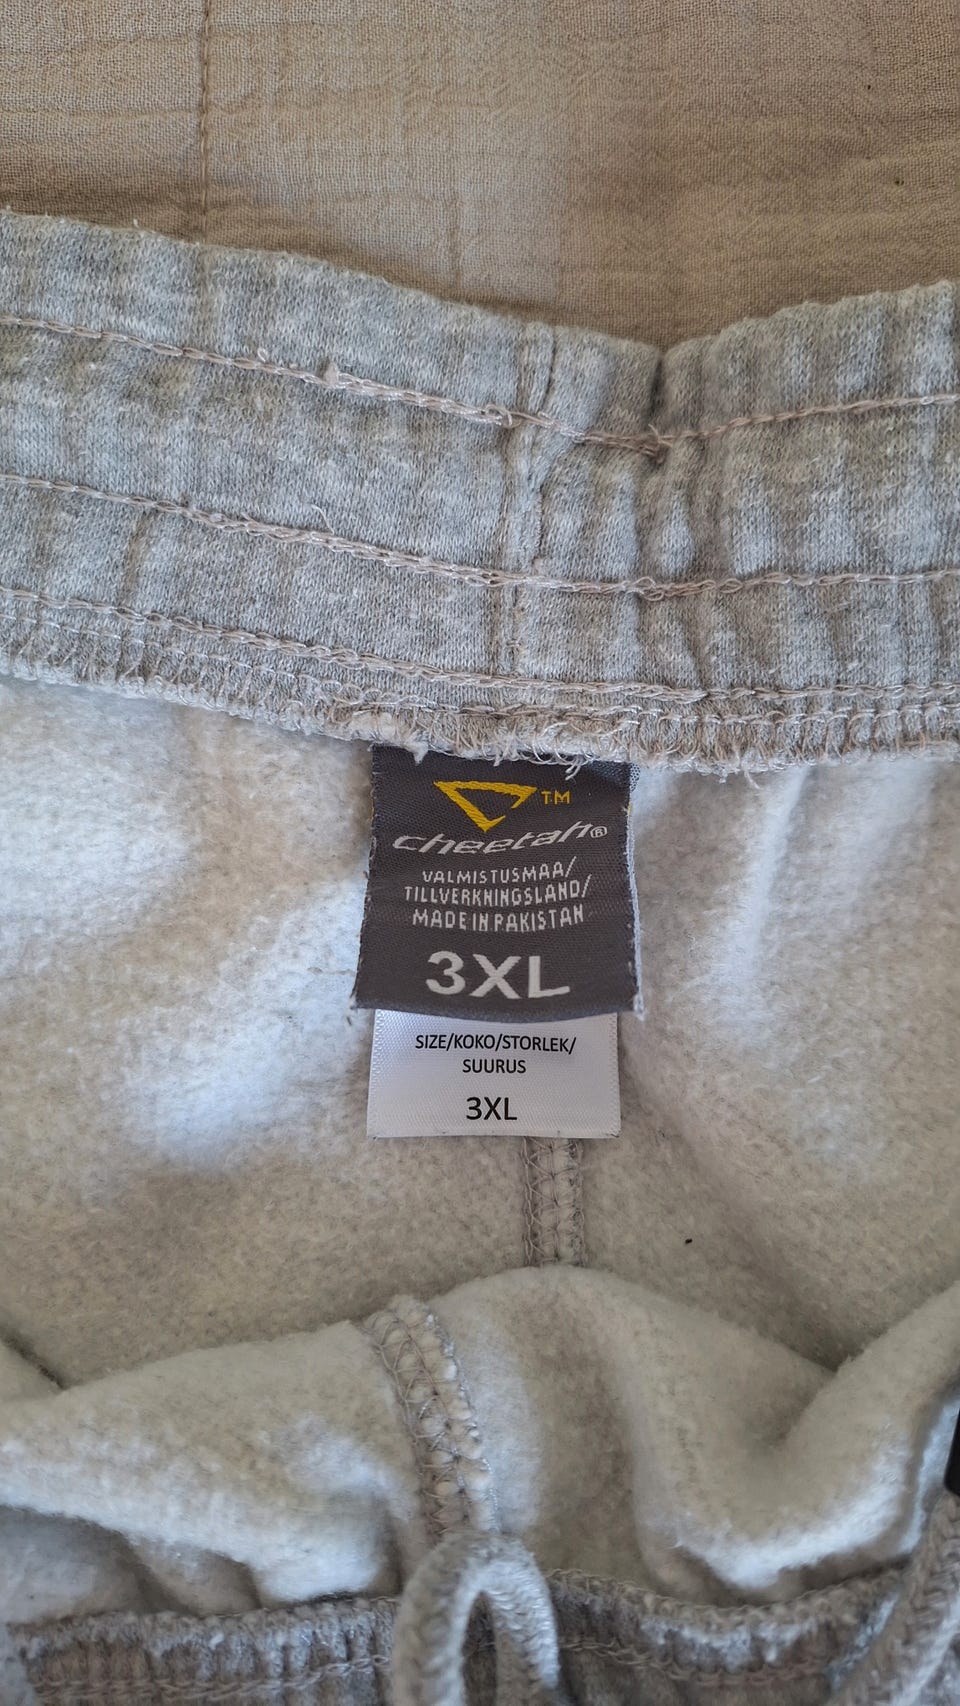 TM
cheetah®
VALMISTUSMAA/
TILLVERKNINGSLAND/
MADE IN PAKISTAN
3XL
SIZE/KOKO/STORLEK/
SUURUS
3XL